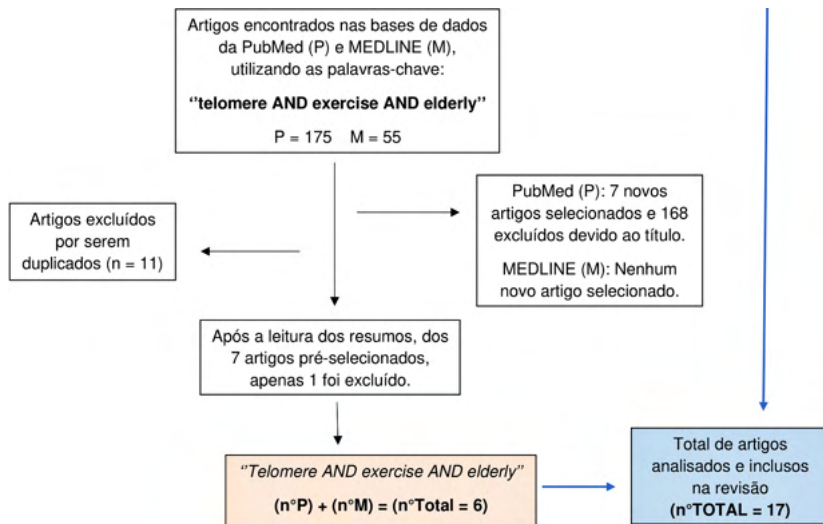 Artigos encontrados nas bases de dados
da PubMed (P) e MEDLINE (M),
utilizando as palavras-chave:
‘‘telomere AND exercise AND elderly’’
P = 175 M = 55
PubMed (P): 7 novos
artigos selecionados e 168
excluídos devido ao título.
MEDLINE (M): Nenhum
novo artigo selecionado.
Artigos excluídos
por serem
duplicados (n = 11)
Após a leitura dos resumos, dos
7 artigos pré-selecionados,
apenas 1 foi excluído.
‘‘Telomere AND exercise AND elderly’’
(n°P) + (n°M) = (n°Total = 6)
Total de artigos
analisados e inclusos
na revisão
(n°TOTAL = 17)